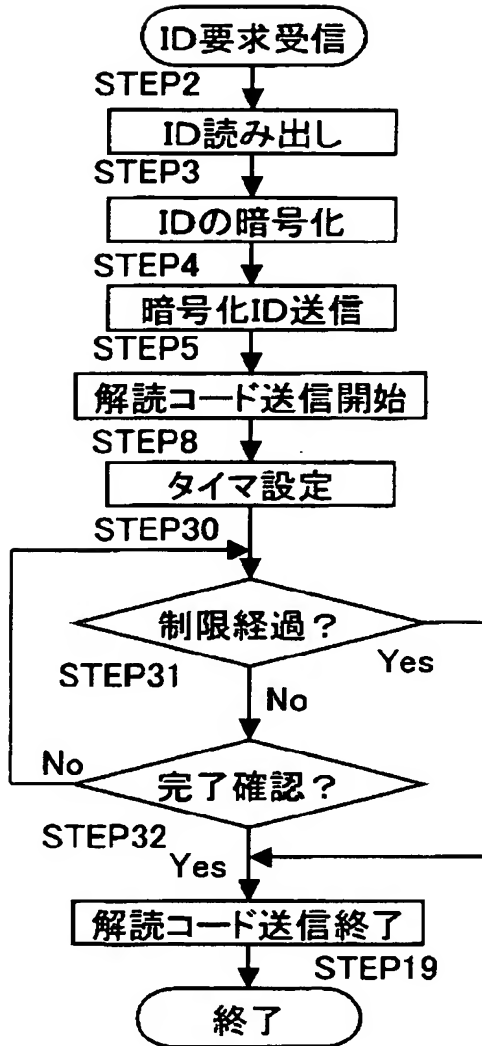 ID要求受信
STEP2
ID読み出し
STEP3
IDの暗号化
STEP4
暗号化ID送信
STEP5
解読コード送信開始
STEP8
タイマ設定
STEP30
制限経過?
Yes
STEP31
No
No
完了確認?
STEP32
Yes
解読コード送信終了
STEP19
終了